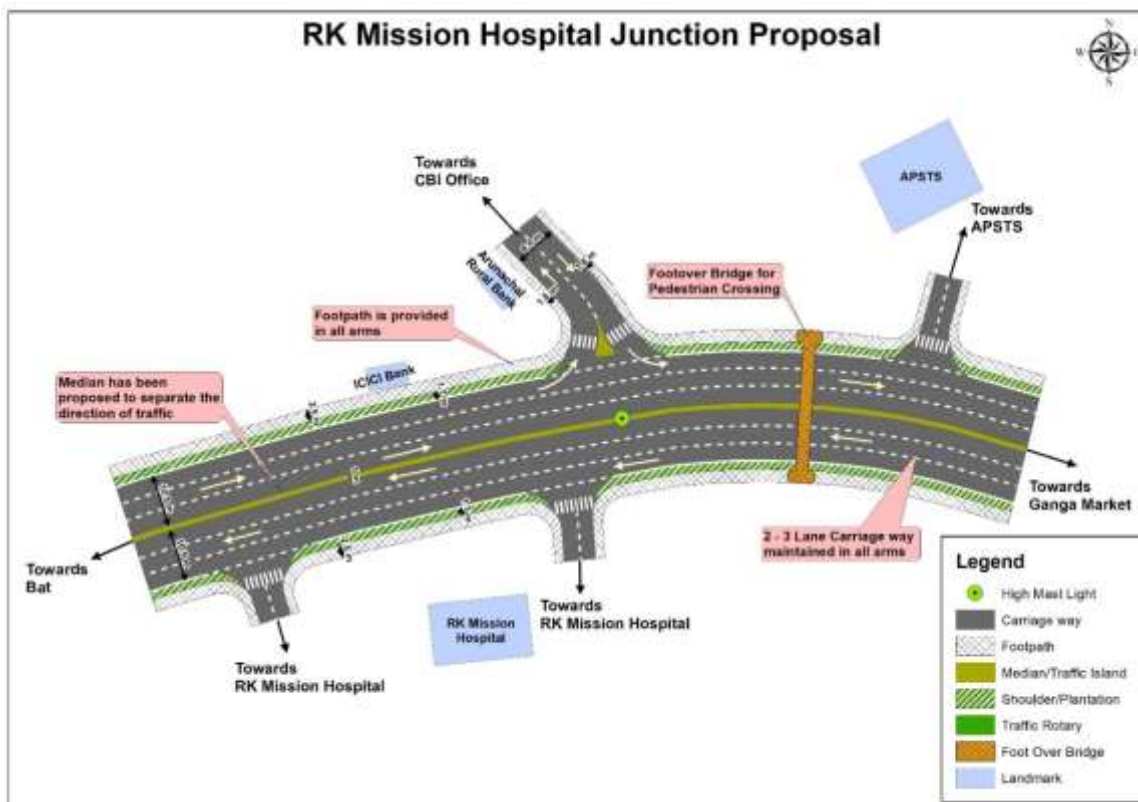 RK Mission Hospital Junction Proposal
N
W
S
Towards
CBI Office
APSTS
Towards
APSTS
Arunachal
Rural Bank
Footover Bridge for
Pedestrian Crossing
Footpath is provided
in all arms
ICICI Bank
Median has been
proposed to separate the
direction of traffic
Towards
Ganga Market
2 - 3 Lane Carriage way
maintained in all arms
Towards
Bat
RK Mission
Hospital
Towards
RK Mission Hospital
Towards
RK Mission Hospital
Legend
High Mast Light
Carriage way
Footpath
Median/Traffic Island
Shoulder/Plantation
Traffic Rotary
Foot Over Bridge
Landmark